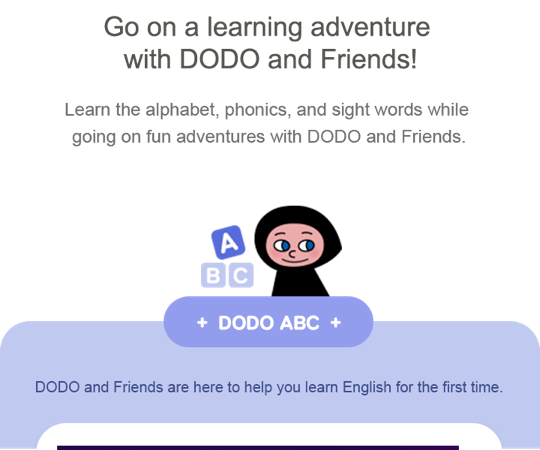 Go on a learning adventure
with DODO and Friends!
Learn the alphabet, phonics, and sight words while
going on fun adventures with DODO and Friends.
A
B C
+ DODO ABC +
DODO and Friends are here to help you learn English for the first time.